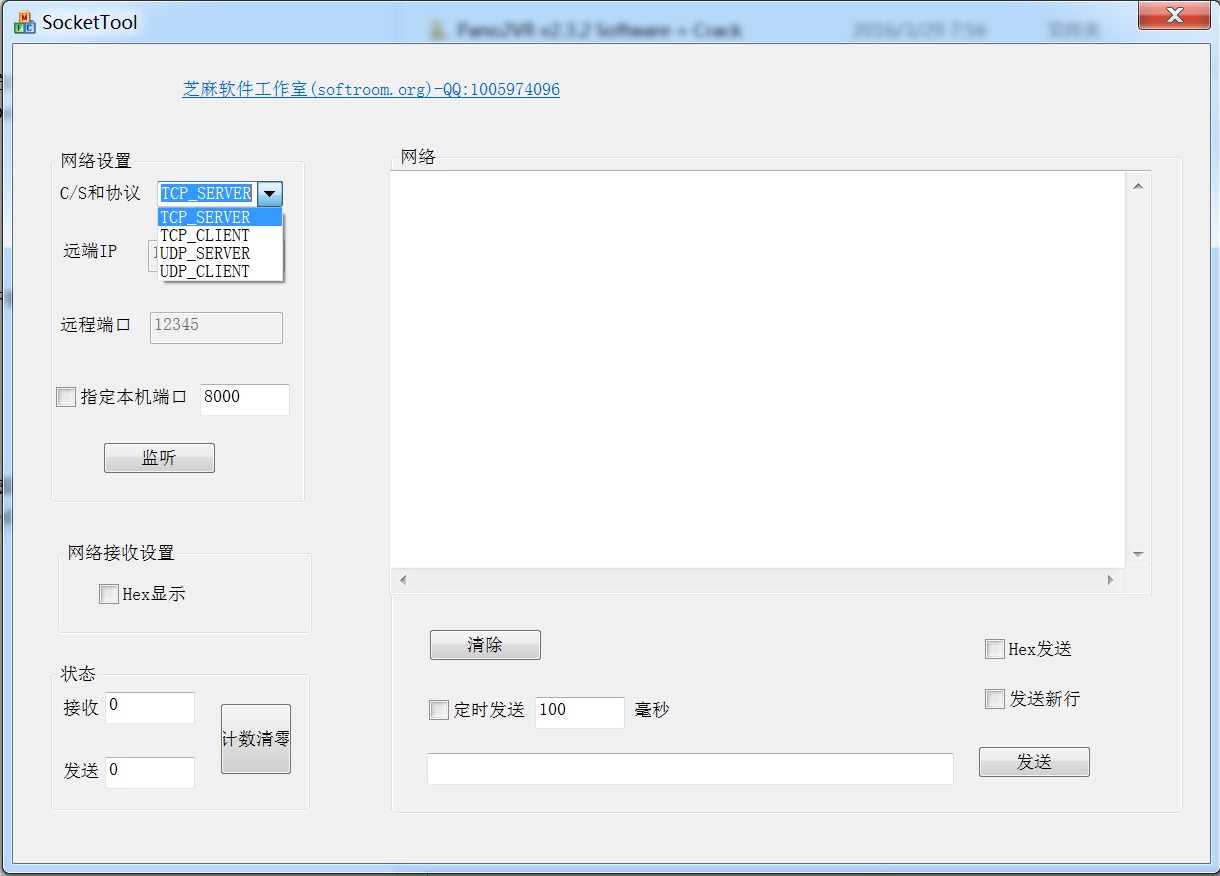 SocketTool
Pano2VR v2.3.2 Software + Crack
2016/3/29 7:56
文件夹
芝麻软件工作室(softroom.org)-QQ:1005974096
网络设置
C/S和协议 TCP_SERVER
TCP_SERVER
TCP_CLIENT
UDP_SERVER
UDP_CLIENT
远端IP
远程端口 12345
指定本机端口 8000
监听
网络接收设置
Hex显示
状态
接收 0
发送 0
计数清零
网络
清除
Hex发送
定时发送 100 毫秒
发送新行
发送